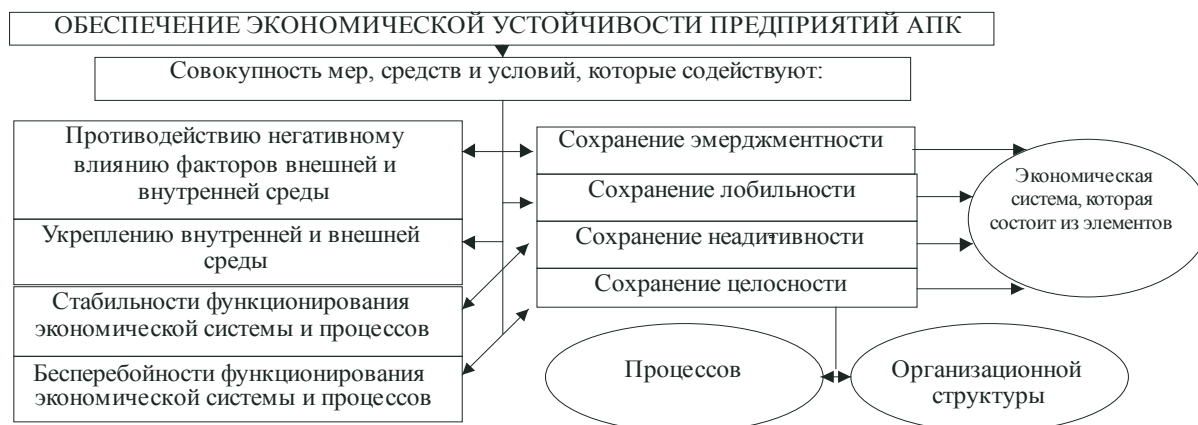 ОБЕСПЕЧЕНИЕ ЭКОНОМИЧЕСКОЙ УСТОЙЧИВОСТИ ПРЕДПРИЯТИЙ АПК
Совокупность мер, средств и условий, которые содействуют:
Противодействию негативному
влиянию факторов внешней и
внутренней среды
Укреплению внутренней и внешней
среды
Стабильности функционирования
экономической системы и процессов
Бесперебойности функционирования
экономической системы и процессов
Сохранение эмерджментности
Сохранение лобильности
Сохранение неадитивности
Сохранение целосности
Экономическая
система, которая
состоит из элементов
Процессов
Организационной
структуры